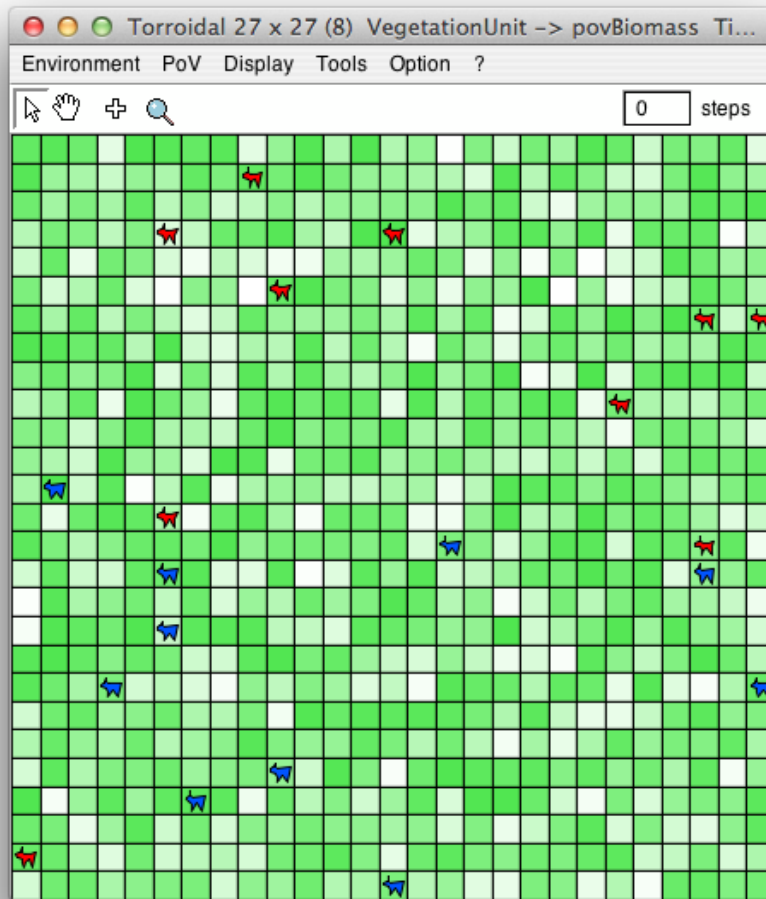 Torroidal 27 x 27 (8) VegetationUnit -> povBiomass Ti...
Environment PoV Display Tools Option ?
0 steps